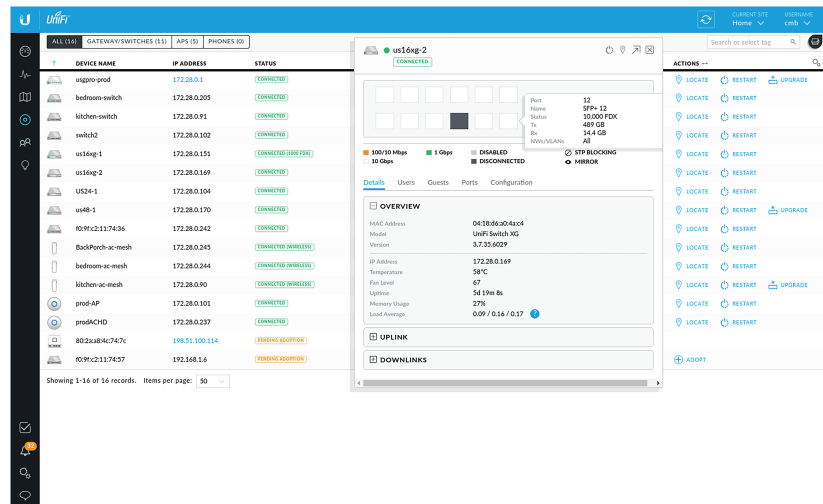 U UniFi CURRENT SITE USERNAME
Home cmb
ALL (16) GATEWAY/SWITCHES (11) APS (5) PHONES (0) Search or select tag
↑ DEVICE NAME IP ADDRESS STATUS ACTIONS
usgpro-prod 172.28.0.1 CONNECTED LOCATE RESTART UPGRADE
bedroom-switch 172.28.0.205 CONNECTED LOCATE RESTART
kitchen-switch 172.28.0.91 CONNECTED LOCATE RESTART
switch2 172.28.0.102 CONNECTED LOCATE RESTART
us16xg-1 172.28.0.151 CONNECTED (1000 FDX) LOCATE RESTART
us16xg-2 172.28.0.169 CONNECTED LOCATE RESTART
US24-1 172.28.0.104 CONNECTED LOCATE RESTART
us48-1 172.28.0.170 CONNECTED LOCATE RESTART UPGRADE
f0:9f:c2:11:74:36 172.28.0.242 CONNECTED LOCATE RESTART
BackPorch-ac-mesh 172.28.0.245 CONNECTED (WIRELESS) LOCATE RESTART
bedroom-ac-mesh 172.28.0.244 CONNECTED (WIRELESS) LOCATE RESTART
kitchen-ac-mesh 172.28.0.90 CONNECTED (WIRELESS) LOCATE RESTART UPGRADE
prod-AP 172.28.0.101 CONNECTED LOCATE RESTART
prodACHD 172.28.0.237 CONNECTED LOCATE RESTART
80:2a:a8:4c:74:7c 198.51.100.114 PENDING ADOPTION
f0:9f:c2:11:74:57 192.168.1.6 PENDING ADOPTION ADOPT
Showing 1-16 of 16 records. Items per page: 50
us16xg-2
CONNECTED
Port 12
Name SFP+ 12
Status 10,000 FDX
Tx 489 GB
Rx 14.4 GB
NWs/VLANs All
100/10 Mbps 1 Gbps DISABLED STP BLOCKING
10 Gbps DISCONNECTED MIRROR
Details Users Guests Ports Configuration
OVERVIEW
MAC Address 04:18:d6:a0:4a:c4
Model UniFi Switch XG
Version 3.7.35.6029
IP Address 172.28.0.169
Temperature 58°C
Fan Level 67
Uptime 5d 19m 8s
Memory Usage 27%
Load Average 0.09 / 0.16 / 0.17 ?
UPLINK
DOWNLINKS